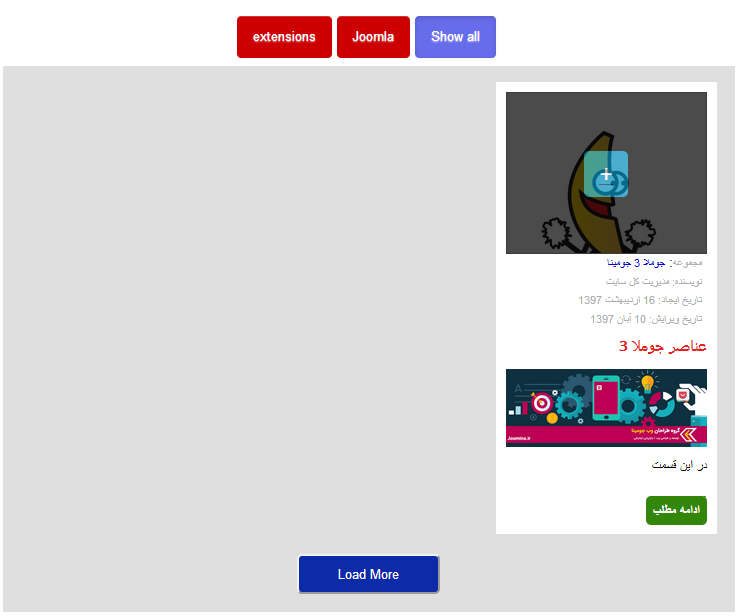 extensions
Joomla
Show all
+
مجموعه: جوملا 3 جومینا
نویسنده: مدیریت کل سایت
تاریخ ایجاد: 16 اردیبهشت 1397
تاریخ ویرایش: 10 آبان 1397
عناصر جوملا 3
گروه طراحان وب جومینا
Joomina.ir
در این قسمت
ادامه مطلب
Load More